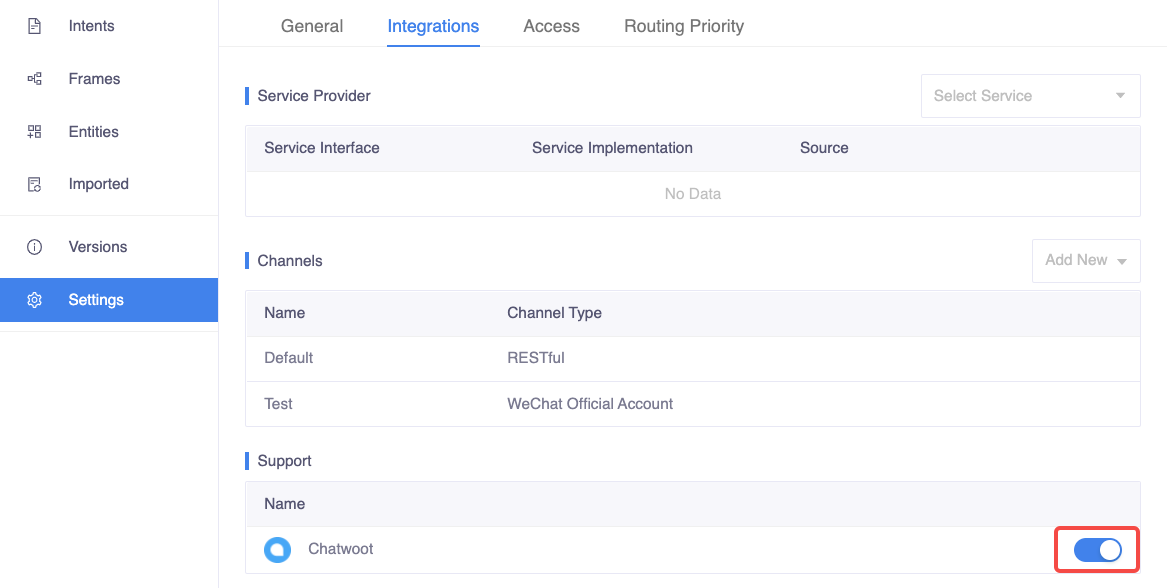 Intents
Frames
Entities
Imported
Versions
Settings
General Integrations Access Routing Priority
Service Provider Select Service
Service Interface Service Implementation Source
No Data
Channels Add New
Name Channel Type
Default RESTful
Test WeChat Official Account
Support
Name
Chatwoot